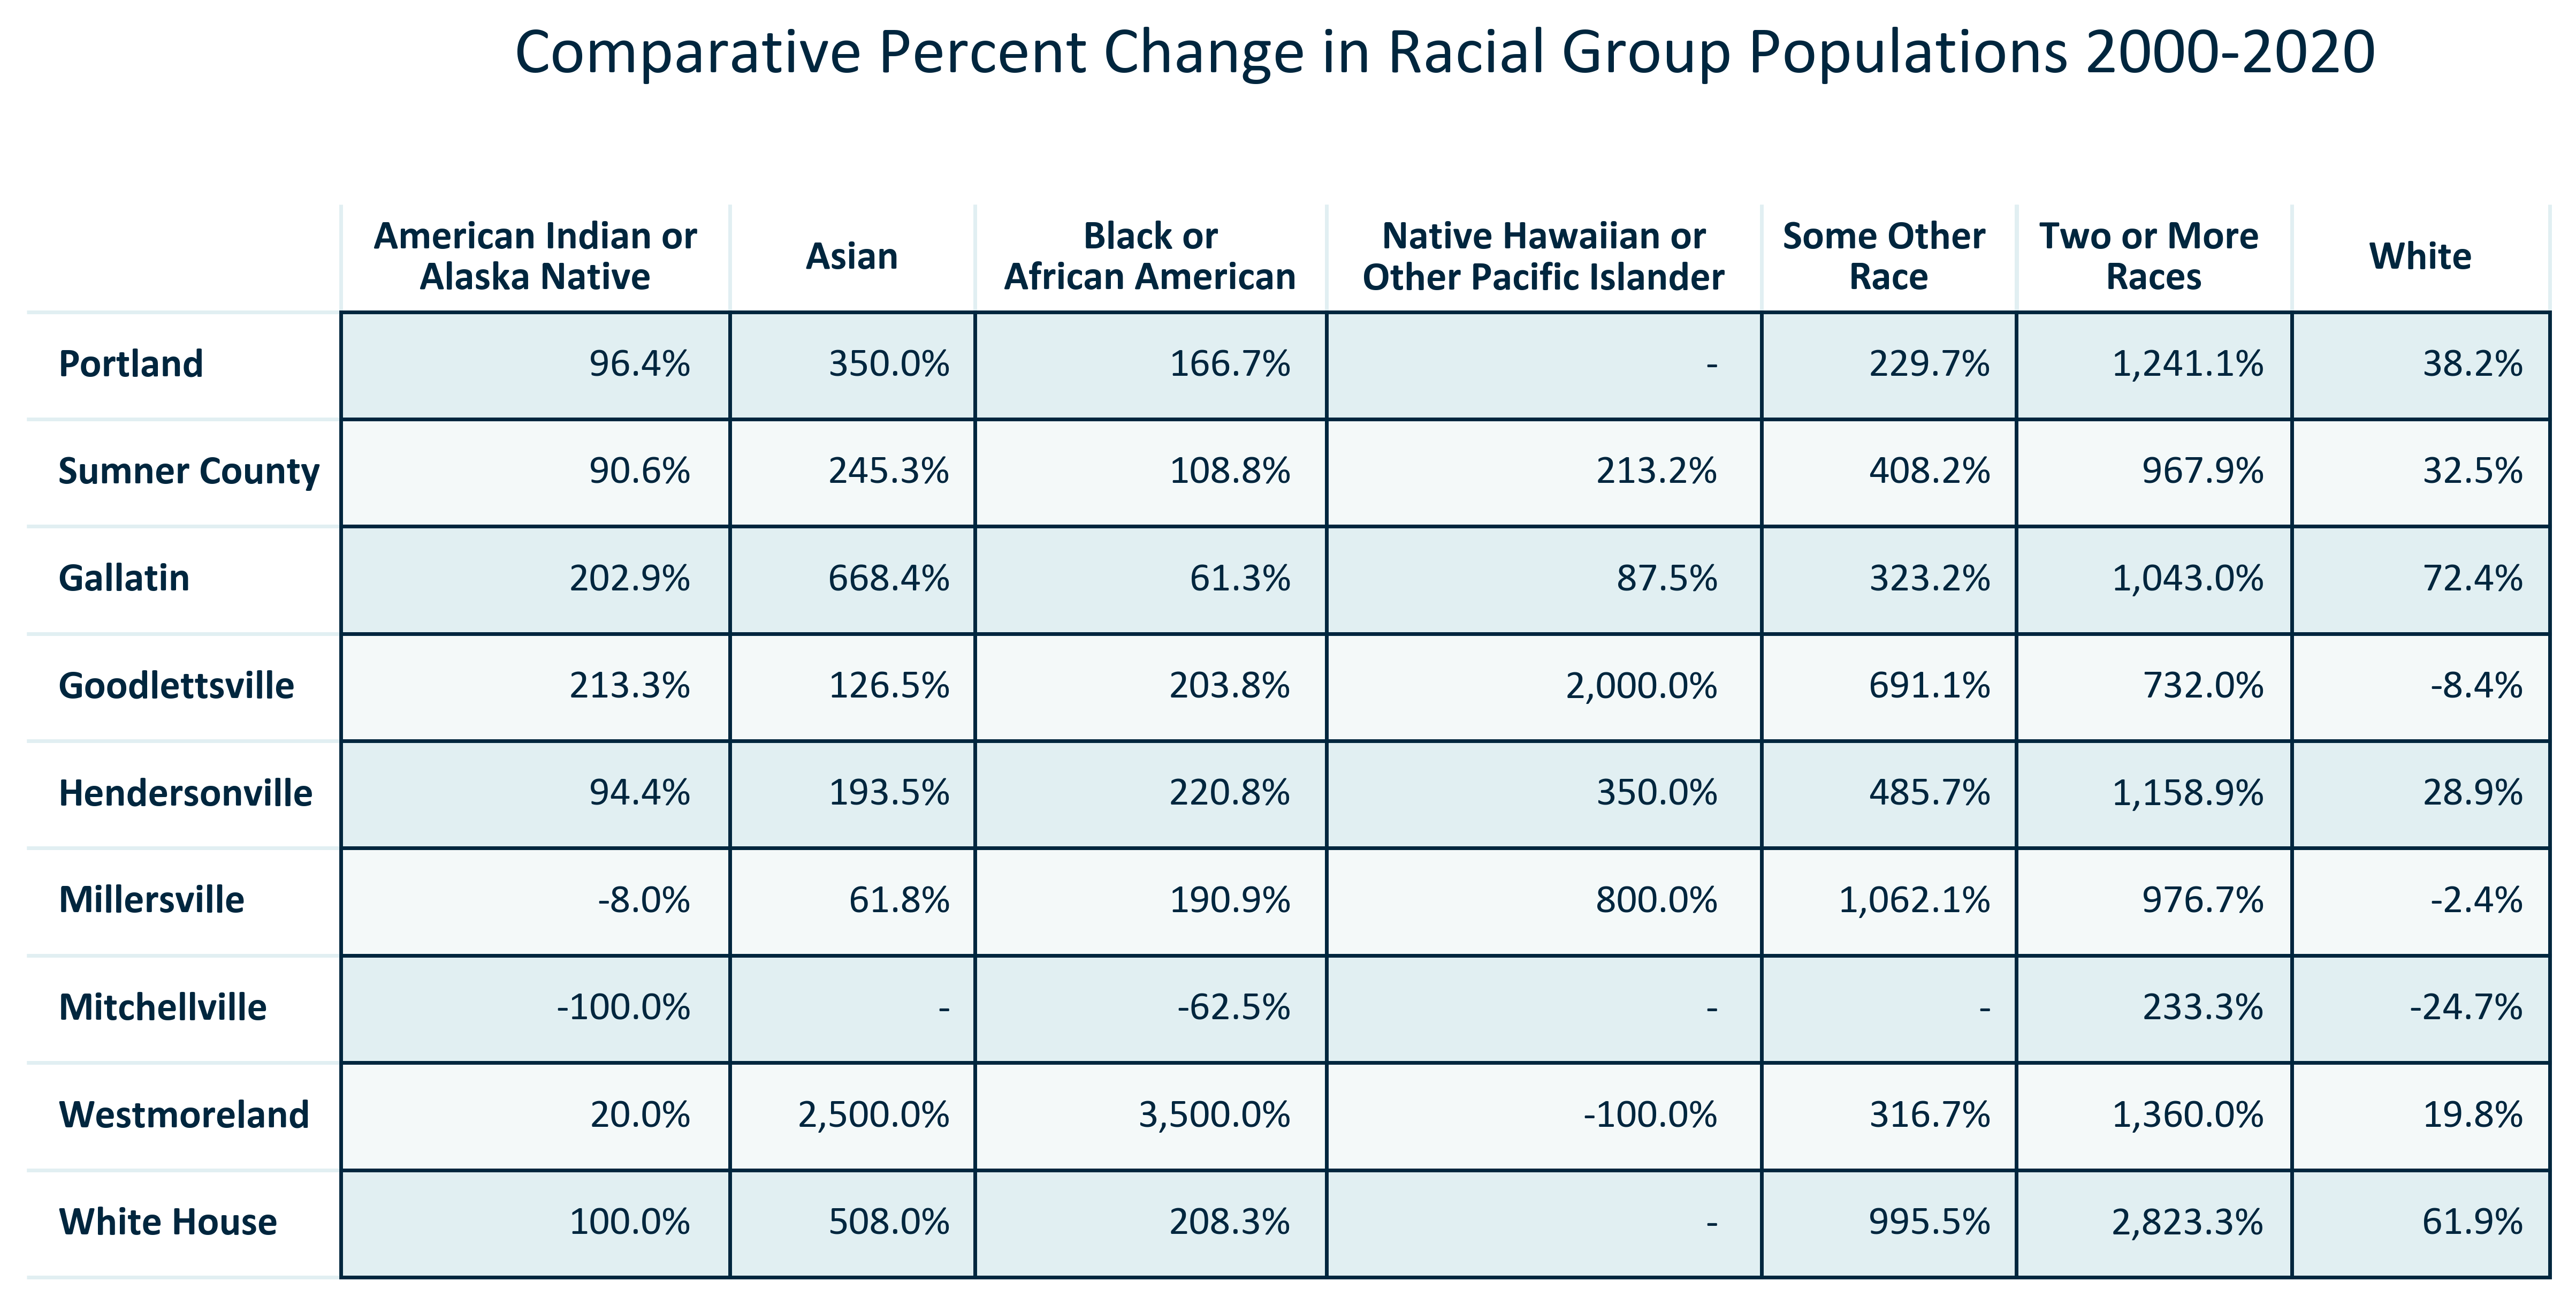 Comparative Percent Change in Racial Group Populations 2000-2020
American Indian or Alaska Native Asian Black or African American Native Hawaiian or Other Pacific Islander Some Other Race Two or More Races White
Portland 96.4% 350.0% 166.7% - 229.7% 1,241.1% 38.2%
Sumner County 90.6% 245.3% 108.8% 213.2% 408.2% 967.9% 32.5%
Gallatin 202.9% 668.4% 61.3% 87.5% 323.2% 1,043.0% 72.4%
Goodlettsville 213.3% 126.5% 203.8% 2,000.0% 691.1% 732.0% -8.4%
Hendersonville 94.4% 193.5% 220.8% 350.0% 485.7% 1,158.9% 28.9%
Millersville -8.0% 61.8% 190.9% 800.0% 1,062.1% 976.7% -2.4%
Mitchellville -100.0% - -62.5% - - 233.3% -24.7%
Westmoreland 20.0% 2,500.0% 3,500.0% -100.0% 316.7% 1,360.0% 19.8%
White House 100.0% 508.0% 208.3% - 995.5% 2,823.3% 61.9%